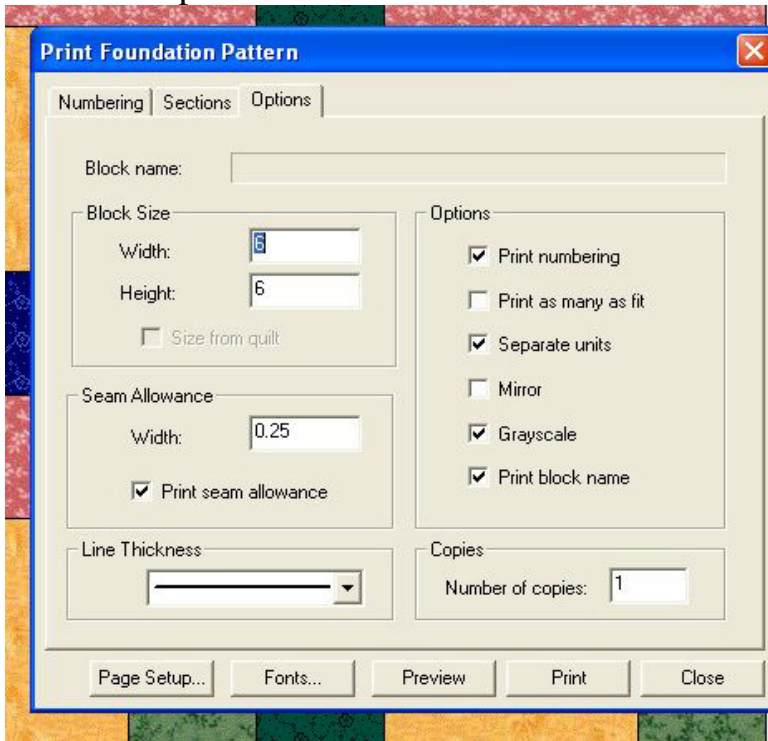 Print Foundation Pattern
Numbering Sections Options
Block name:
Block Size
Width: 6
Height: 6
Size from quilt
Seam Allowance
Width: 0.25
Print seam allowance
Line Thickness
Options
Print numbering
Print as many as fit
Separate units
Mirror
Grayscale
Print block name
Copies
Number of copies: 1
Page Setup... Fonts... Preview Print Close